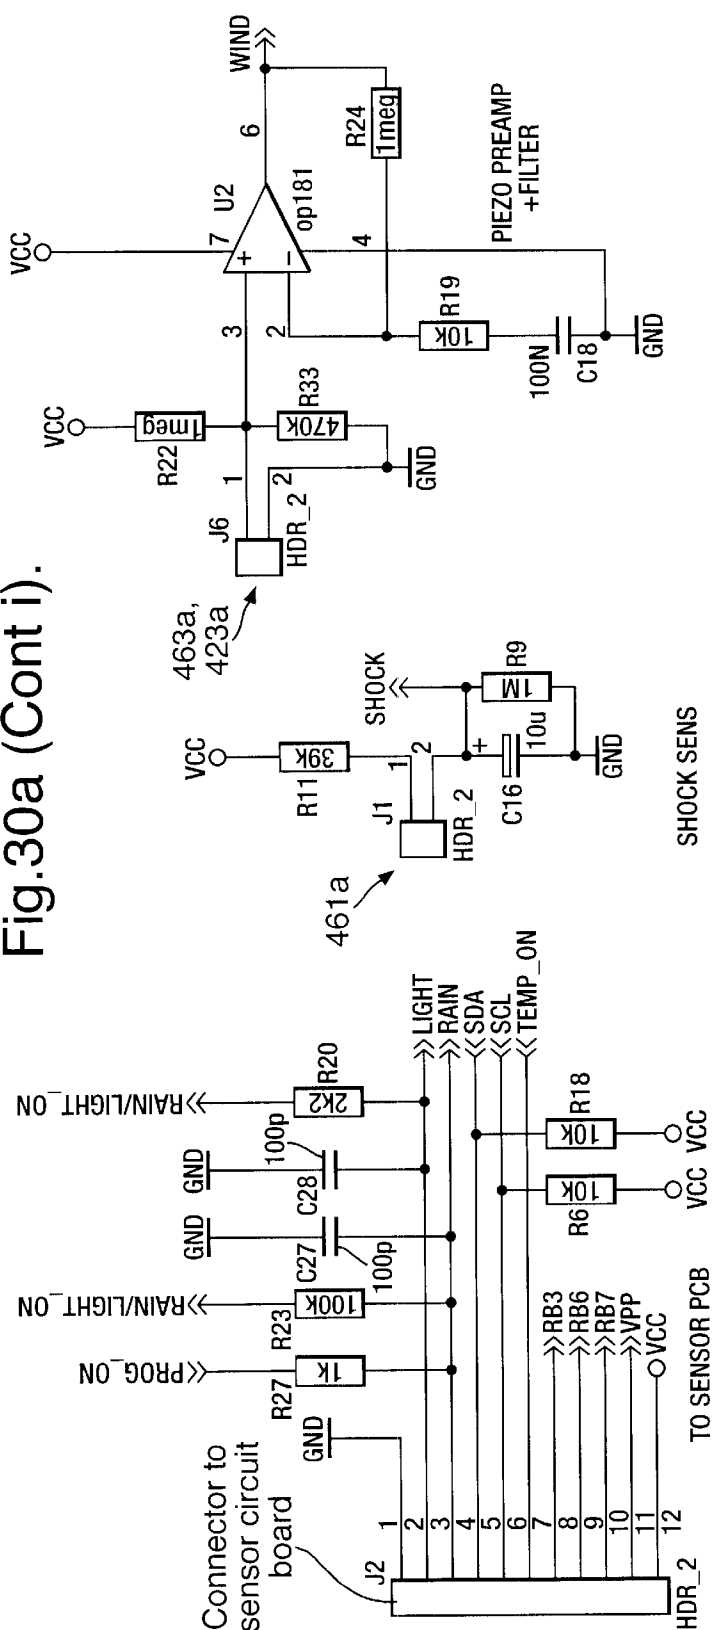 Fig.30a (Cont i).
Connector to
sensor circuit
board
J2
HDR_2
1
2
3
4
5
6
7
8
9
10
11
12
GND
PROG_ON
R27
1k
RAIN/LIGHT_ON
R23
100k
GND
C27
100p
GND
C28
100p
RAIN/LIGHT_ON
R20
2k2
LIGHT
RAIN
SDA
SCL
TEMP_ON
R6
10k
VCC
R18
10k
VCC
RB3
RB6
RB7
VPP
VCC
TO SENSOR PCB
461a
J1
HDR_2
1
2
VCC
R11
39k
SHOCK
+
C16
10u
R9
1M
GND
SHOCK SENS
463a,
423a
J6
HDR_2
1
2
VCC
R22
1meg
R33
470k
GND
VCC
3
2
7
4
6
+
–
U2
op181
WIND
R24
1meg
R19
10k
100N
C18
GND
PIEZO PREAMP
+FILTER